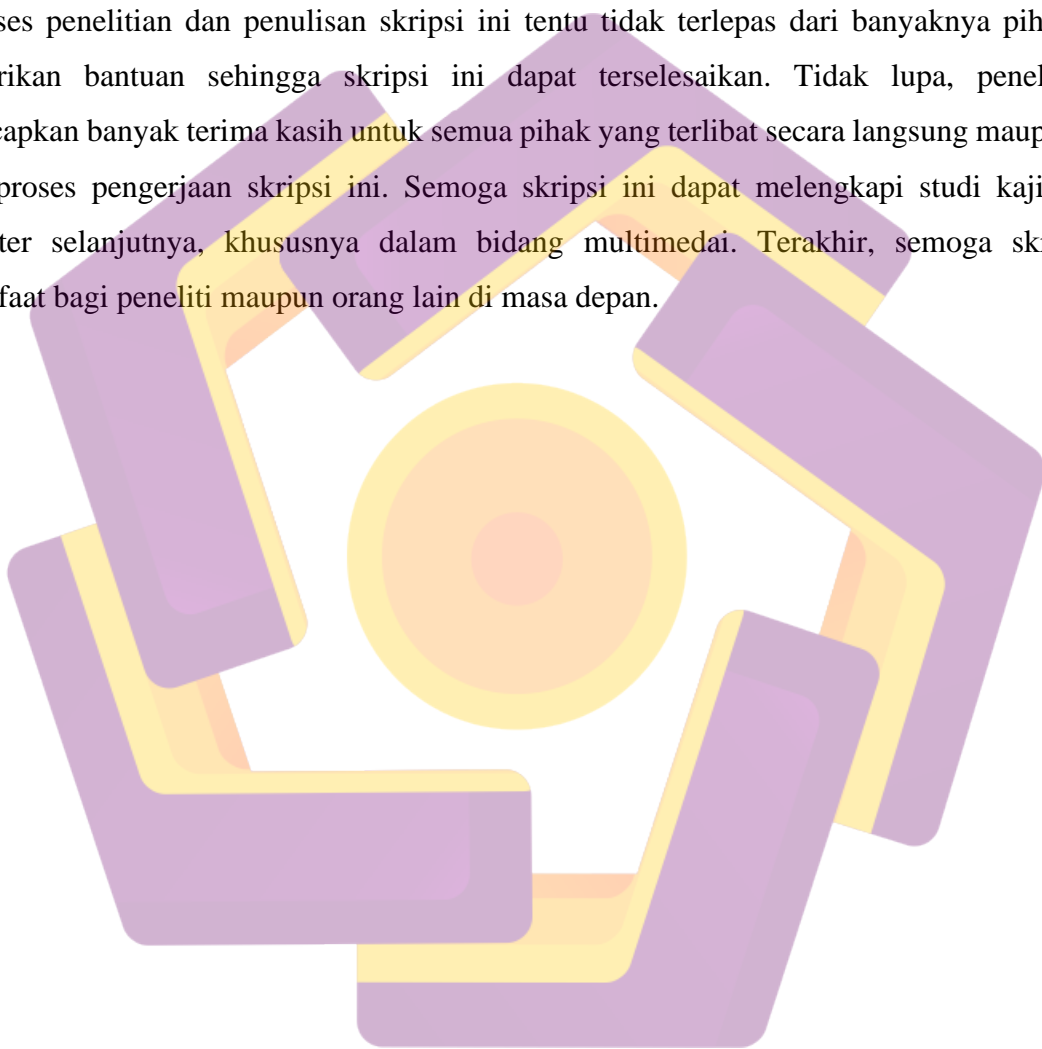 ses penelitian dan penulisan skripsi ini tentu tidak terlepas dari banyaknya pih
rikan bantuan sehingga skripsi ini dapat terselesaikan. Tidak lupa, penel
capkan banyak terima kasih untuk semua pihak yang terlibat secara langsung maup
proses pengerjaan skripsi ini. Semoga skripsi ini dapat melengkapi studi kaji
ter selanjutnya, khususnya dalam bidang multimedai. Terakhir, semoga sk
faat bagi peneliti maupun orang lain di masa depan.